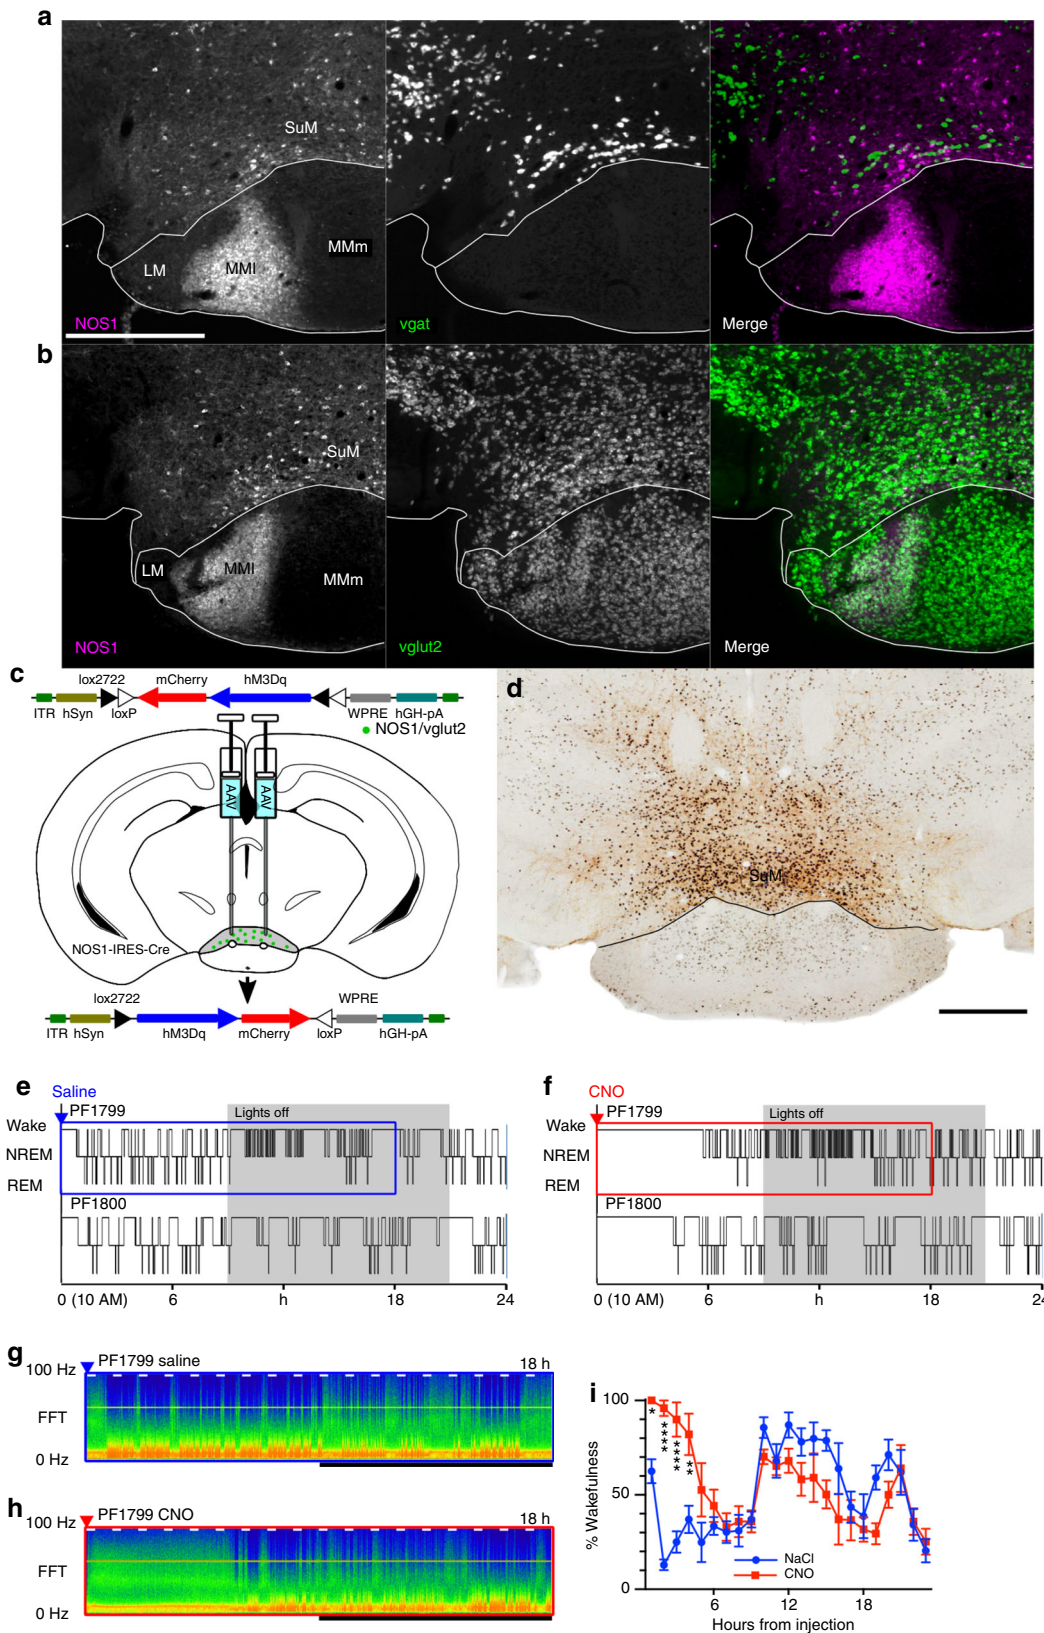 a
SuM
LM
MMl
MMm
NOS1
vgat
Merge
b
SuM
LM
MMl
MMm
NOS1
vglut2
Merge
c
lox2722
mCherry
hM3Dq
ITR
hSyn
loxP
WPRE
hGH-pA
NOS1/vglut2
AAV
AAV
NOS1-IRES-Cre
lox2722
WPRE
ITR
hSyn
hM3Dq
mCherry
loxP
hGH-pA
d
SuM
e
Saline
PF1799
Lights off
Wake
NREM
REM
PF1800
0 (10 AM)
6
h
18
24
f
CNO
PF1799
Lights off
Wake
NREM
REM
PF1800
0 (10 AM)
6
h
18
24
g
100 Hz
PF1799 saline
18 h
FFT
0 Hz
h
100 Hz
PF1799 CNO
18 h
FFT
0 Hz
i
100
50
0
% Wakefulness
*
****
****
**
NaCl
CNO
6
12
18
Hours from injection